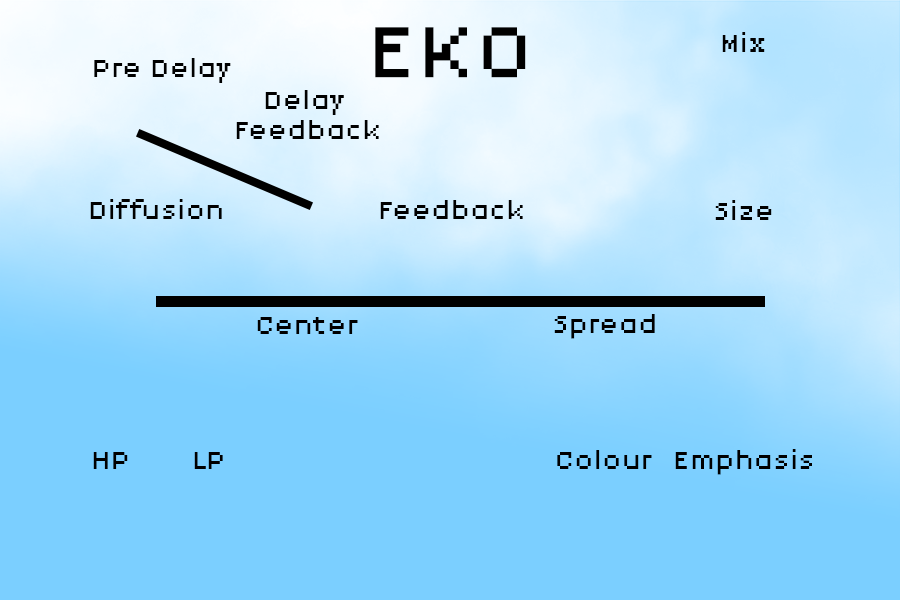 EKO
Mix
Pre Delay
Delay
Feedback
Diffusion
Feedback
Size
Center
Spread
HP
LP
Colour
Emphasis